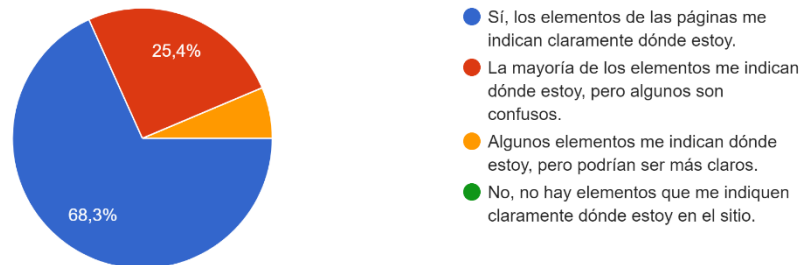 25,4%
68,3%
Sí, los elementos de las páginas me
indican claramente dónde estoy.
La mayoría de los elementos me indican
dónde estoy, pero algunos son
confusos.
Algunos elementos me indican dónde
estoy, pero podrían ser más claros.
No, no hay elementos que me indiquen
claramente dónde estoy en el sitio.